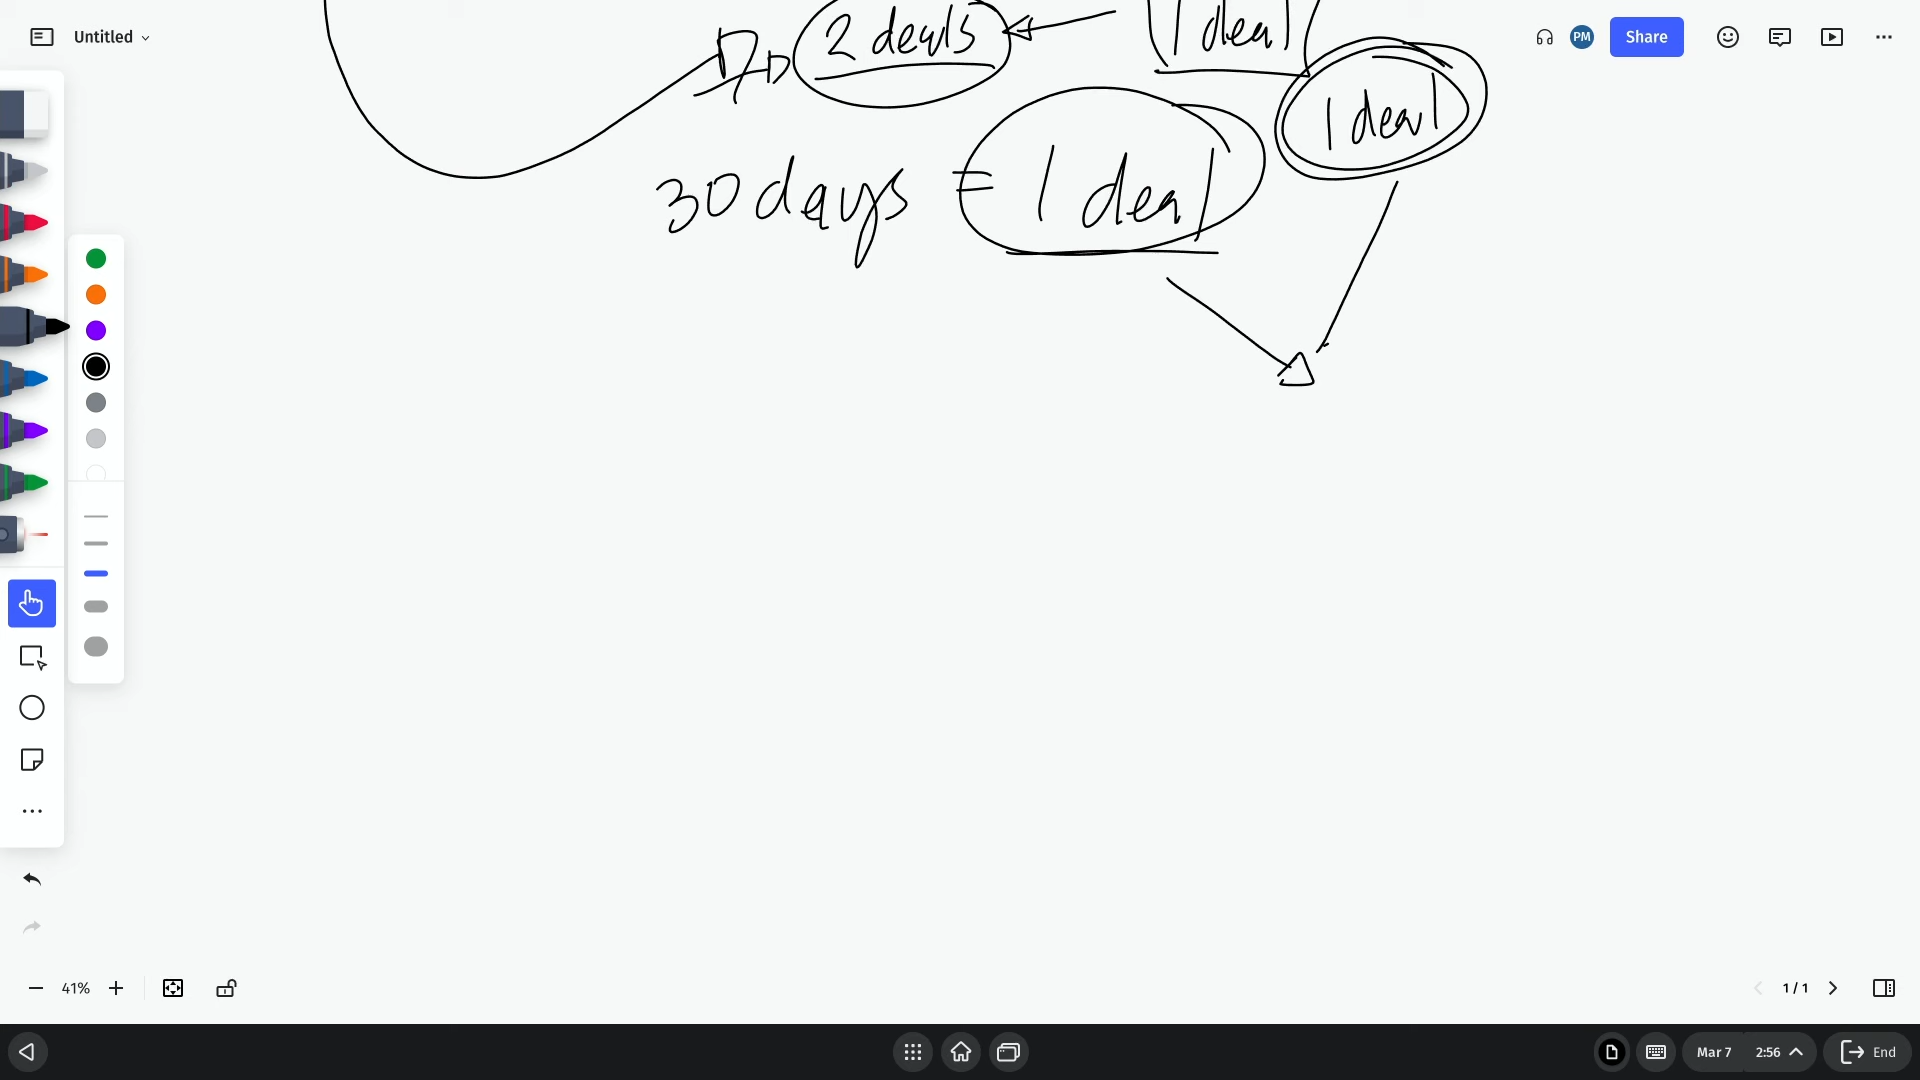 Untitled
PM
Share
2 deals
1 deal
1 deal
30 days = 1 deal
41%
1 / 1
Mar 7
2:56
End